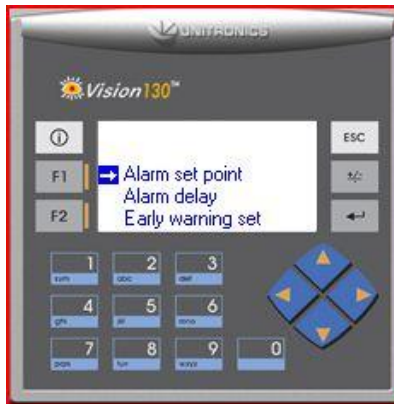 UNITRONICS
Vision130™
ESC
F1
Alarm set point
+/-
Alarm delay
F2
Early warning set
1 2 3
sym abc def
4 5 6
ghi jkl mno
7 8 9 0
pqrs tuv wxyz